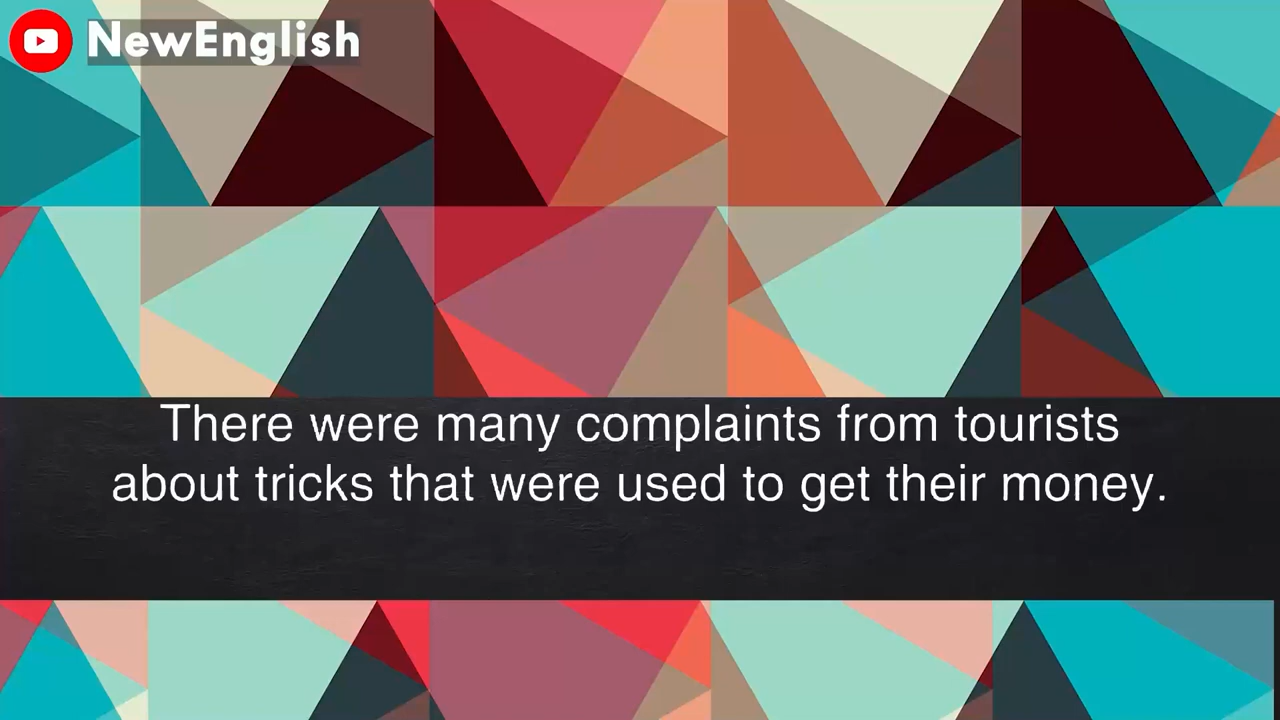 NewEnglish
There were many complaints from tourists
about tricks that were used to get their money.